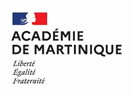 ACADÉMIE
DE MARTINIQUE
Liberté
Égalité
Fraternité